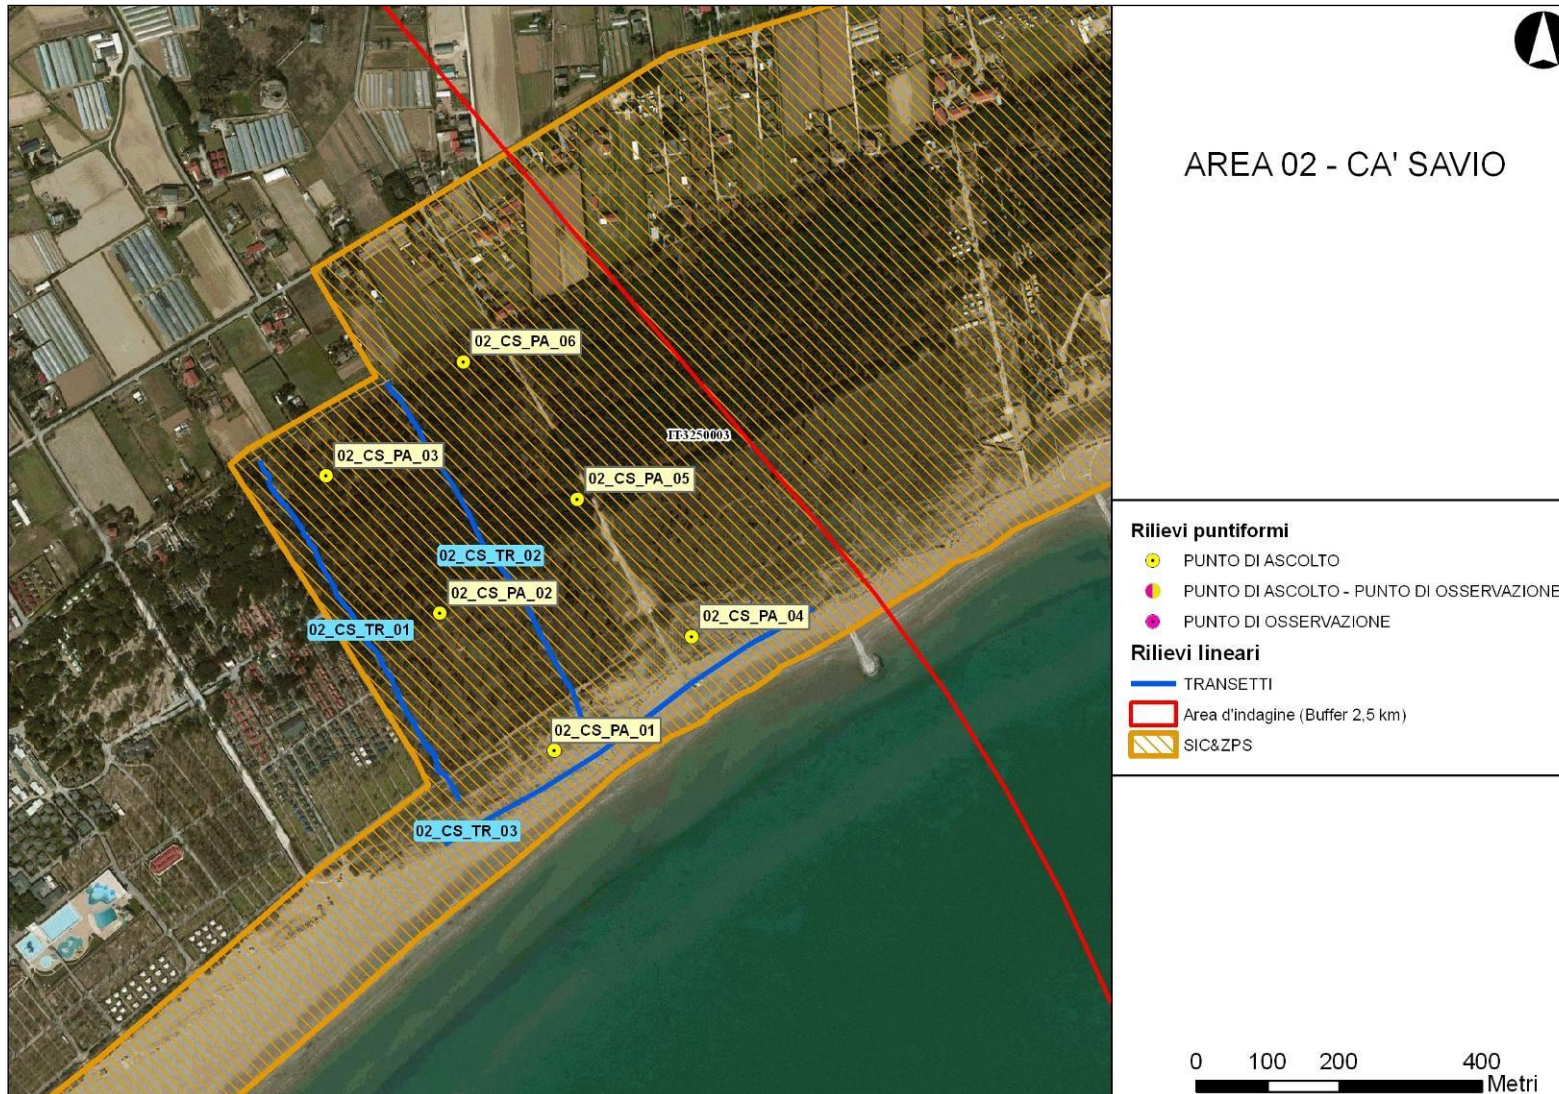 AREA 02 - CA' SAVIO
02_CS_PA_06
IT3250003
02_CS_PA_03
02_CS_PA_05
02_CS_TR_02
02_CS_PA_02
02_CS_TR_01
02_CS_PA_04
02_CS_PA_01
02_CS_TR_03
Rilievi puntiformi
PUNTO DI ASCOLTO
PUNTO DI ASCOLTO - PUNTO DI OSSERVAZIONE
PUNTO DI OSSERVAZIONE
Rilievi lineari
TRANSETTI
Area d'indagine (Buffer 2,5 km)
SIC&ZPS
0 100 200 400
Metri